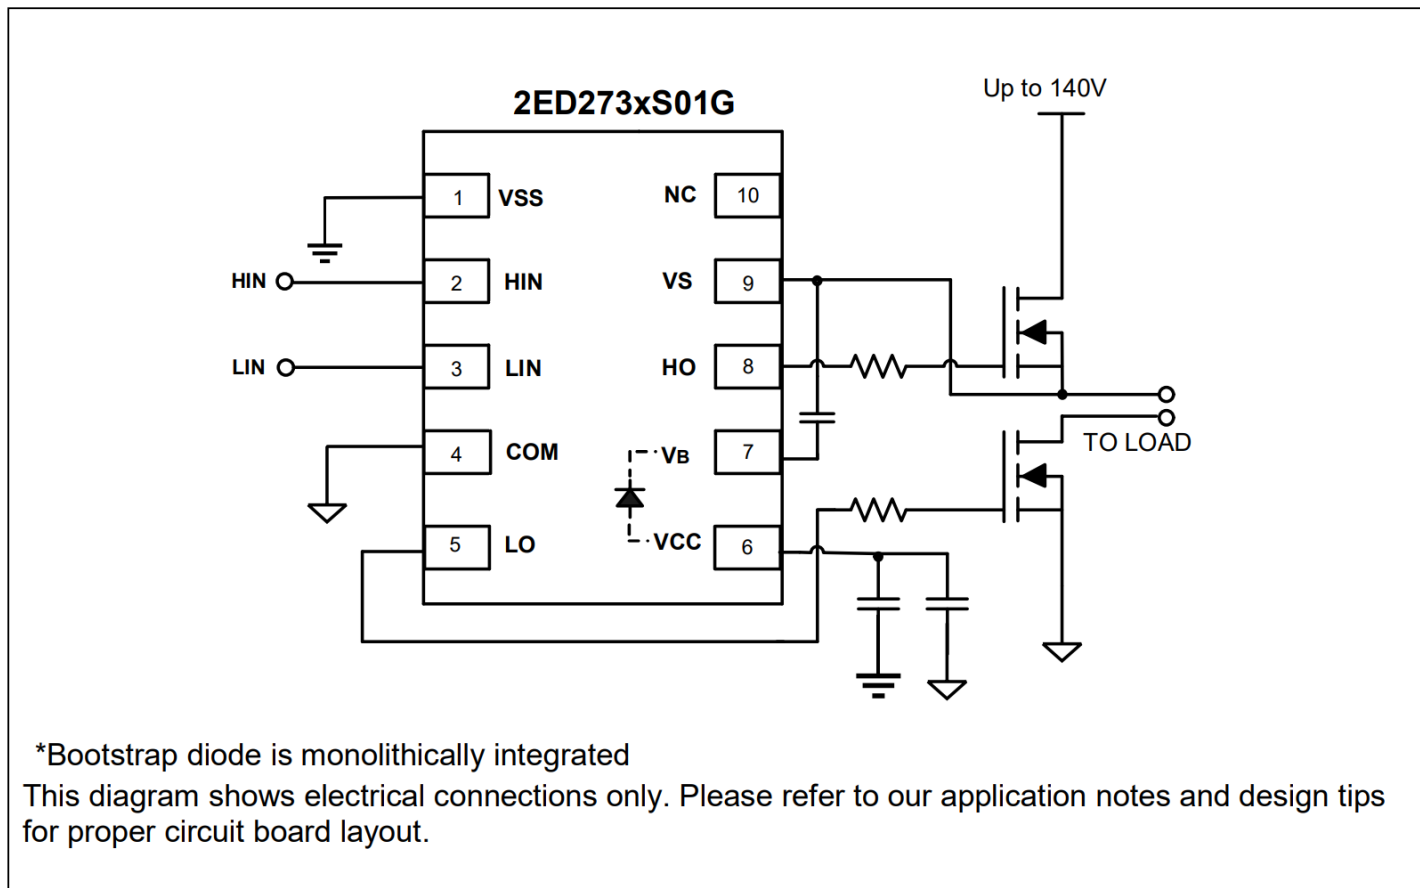 2ED273xS01G
Up to 140V
1 VSS
NC 10
HIN
2 HIN
VS 9
LIN
3 LIN
HO 8
4 COM
VB 7
TO LOAD
5 LO
VCC 6
*Bootstrap diode is monolithically integrated
This diagram shows electrical connections only. Please refer to our application notes and design tips
for proper circuit board layout.